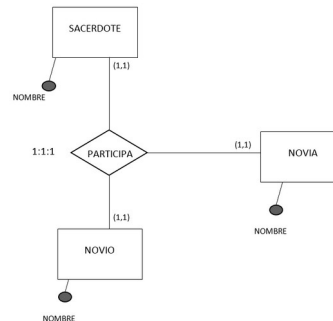 SACERDOTE
(1,1)
NOMBRE
1:1:1
PARTICIPA
(1,1)
NOVIA
(1,1)
NOMBRE
NOVIO
NOMBRE